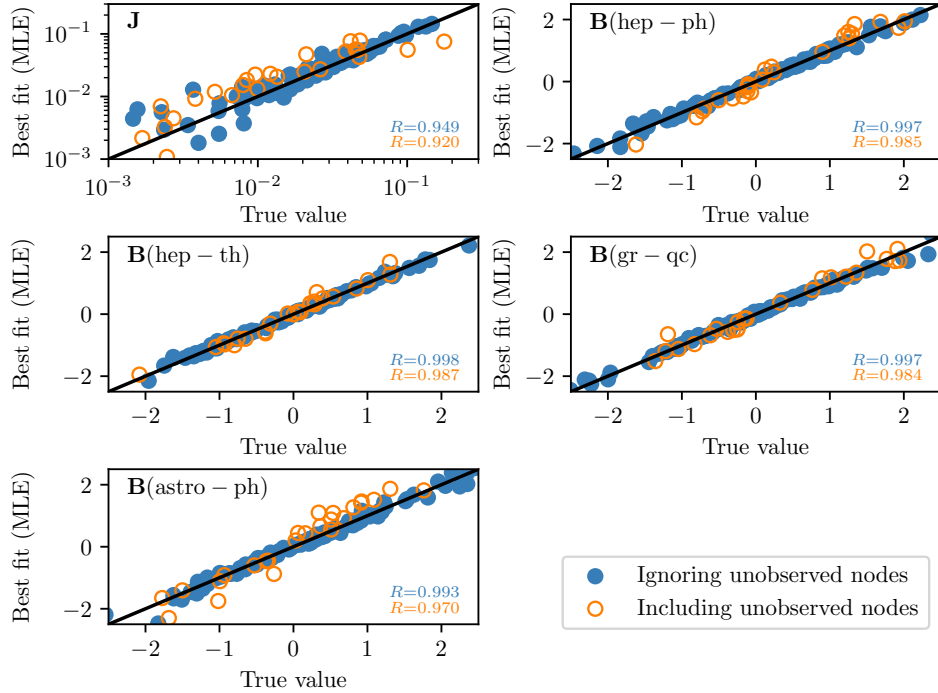 J
Best fit (MLE)
10⁻¹
10⁻²
10⁻³
R=0.949
R=0.920
10⁻³
10⁻²
10⁻¹
True value
B(hep − ph)
Best fit (MLE)
2
0
−2
R=0.997
R=0.985
−2 −1 0 1 2
True value
B(hep − th)
Best fit (MLE)
2
0
−2
R=0.998
R=0.987
−2 −1 0 1 2
True value
B(gr − qc)
Best fit (MLE)
2
0
−2
R=0.997
R=0.984
−2 −1 0 1 2
True value
B(astro − ph)
Best fit (MLE)
2
0
−2
R=0.993
R=0.970
−2 −1 0 1 2
True value
Ignoring unobserved nodes
Including unobserved nodes